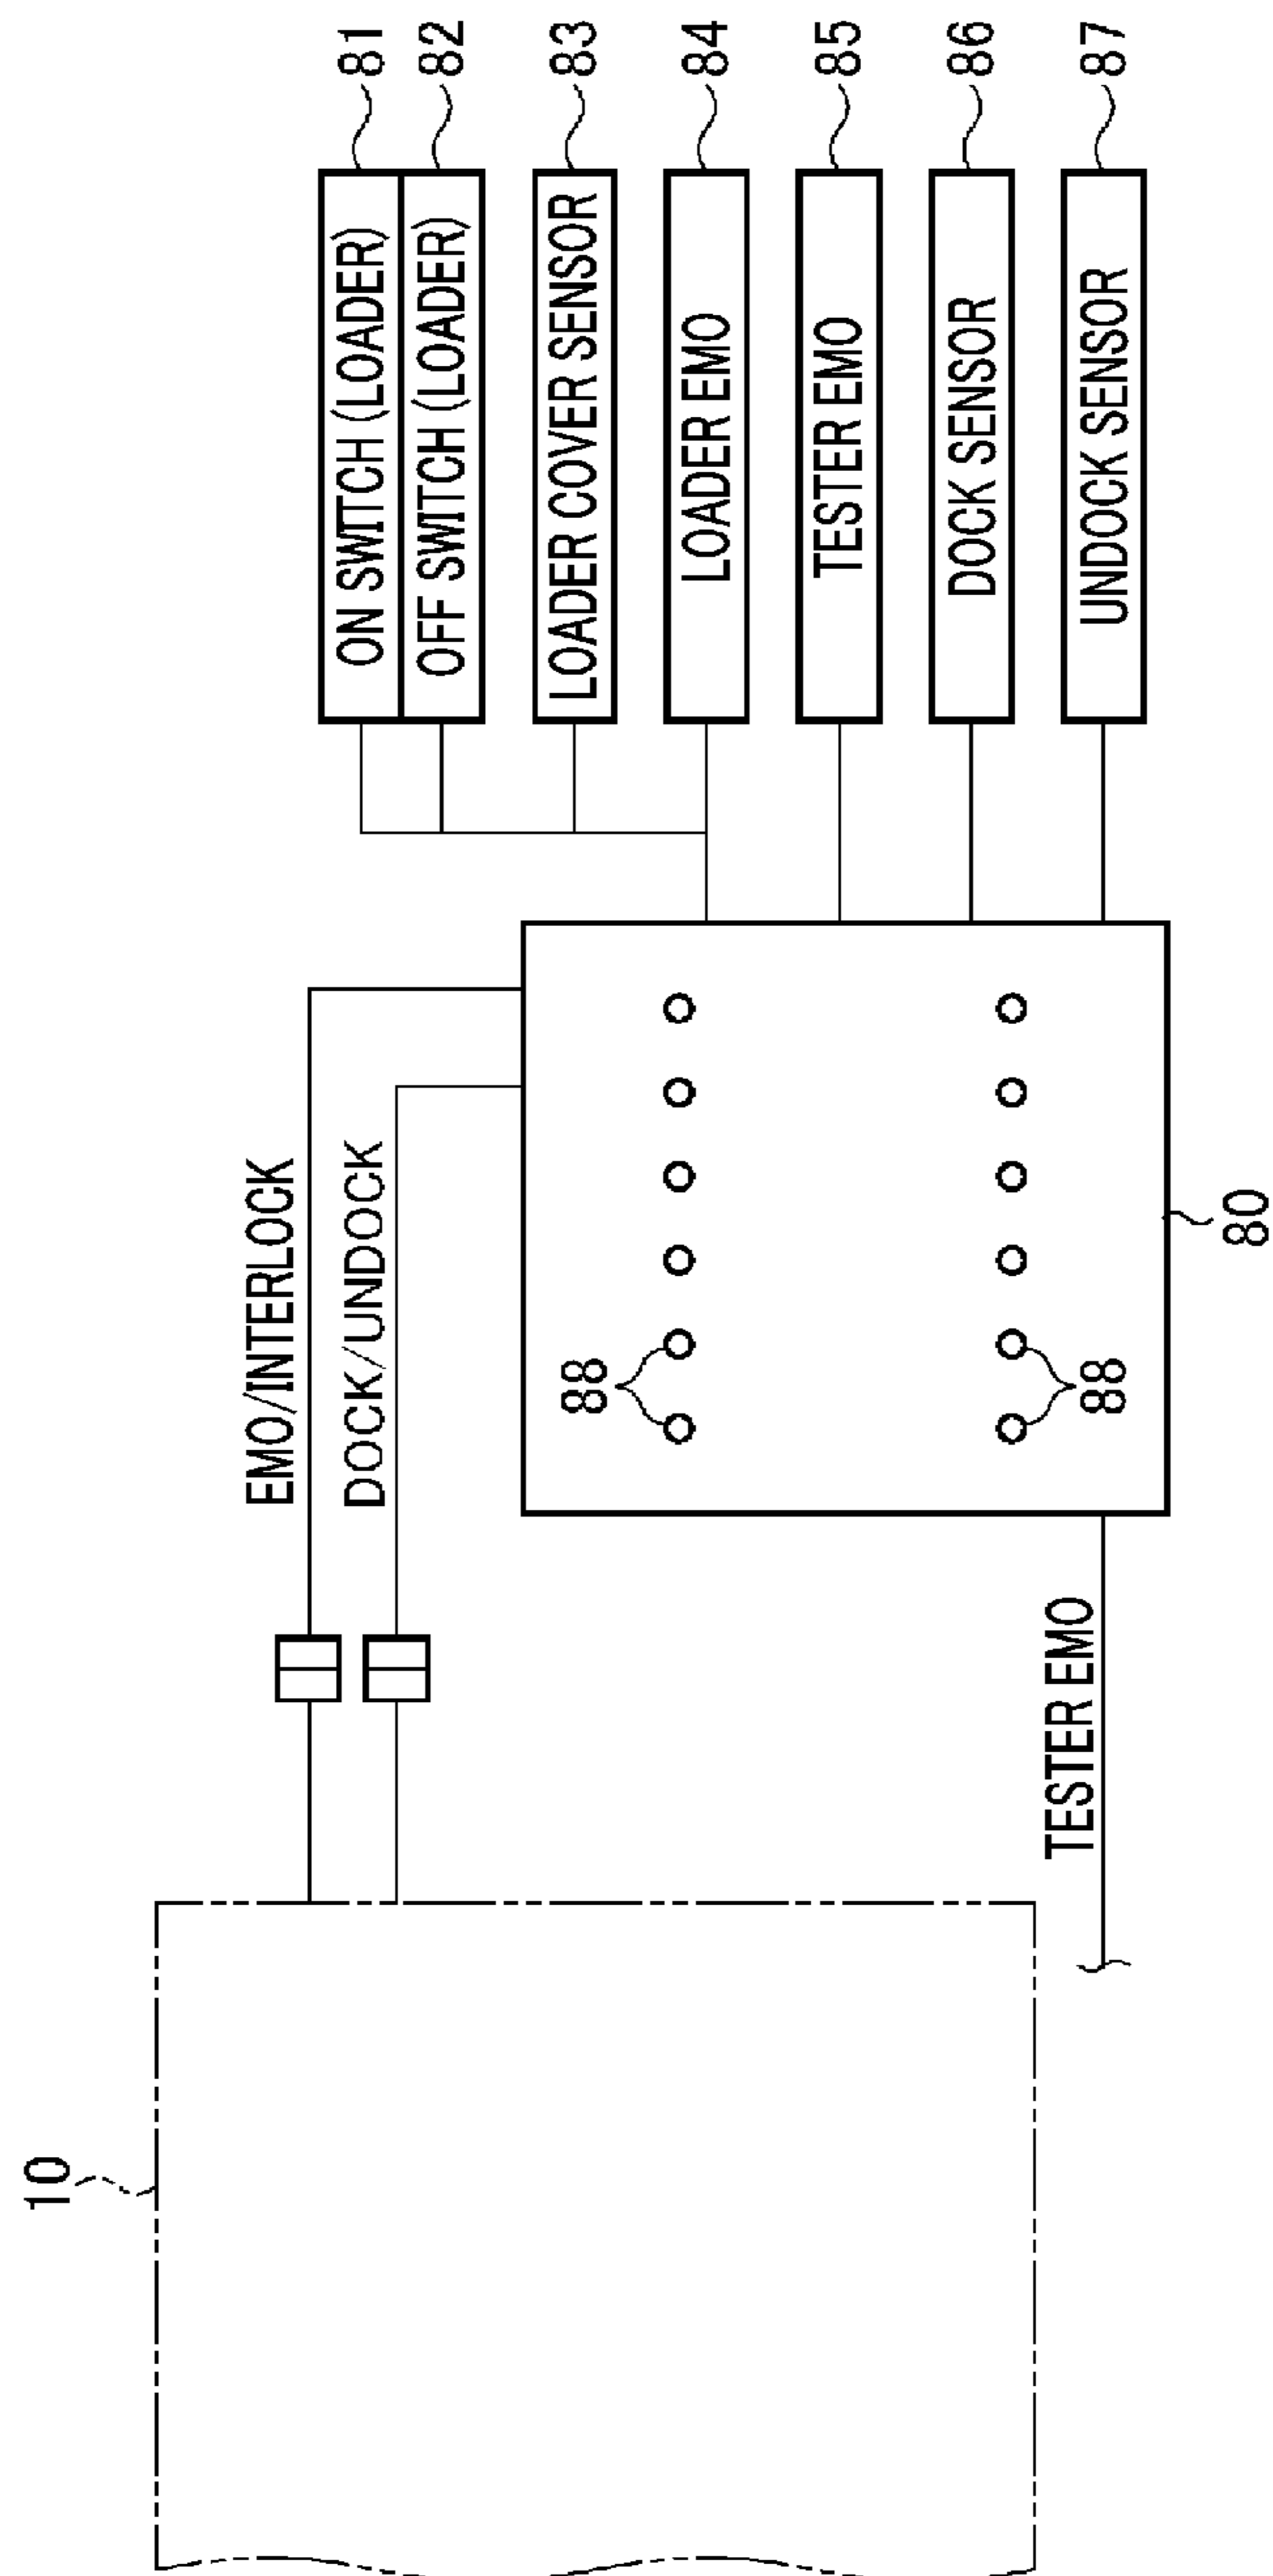 10
EMO/INTERLOCK
DOCK/UNDOCK
TESTER EMO
88
88
80
ON SWITCH (LOADER)
81
OFF SWITCH (LOADER)
82
LOADER COVER SENSOR
83
LOADER EMO
84
TESTER EMO
85
DOCK SENSOR
86
UNDOCK SENSOR
87